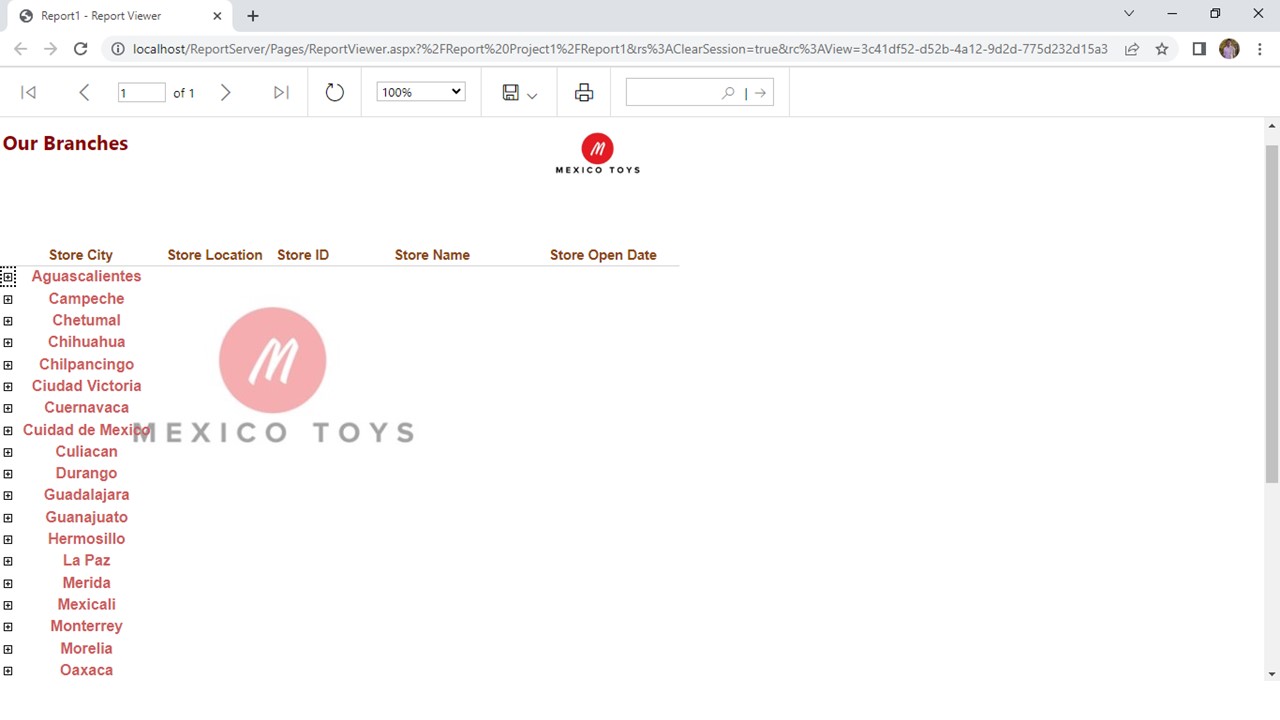 Report1 - Report Viewer
localhost/ReportServer/Pages/ReportViewer.aspx?%2FReport%20Project1%2FReport1&rs%3AClearSession=true&rc%3AView=3c41df52-d52b-4a12-9d2d-775d232d15a3
1 of 1 100%
Our Branches
M
MEXICO TOYS
Store City Store Location Store ID Store Name Store Open Date
Aguascalientes
Campeche
Chetumal
Chihuahua
Chilpancingo
Ciudad Victoria
Cuernavaca
Cuidad de Mexico
M
MEXICO TOYS
Culiacan
Durango
Guadalajara
Guanajuato
Hermosillo
La Paz
Merida
Mexicali
Monterrey
Morelia
Oaxaca